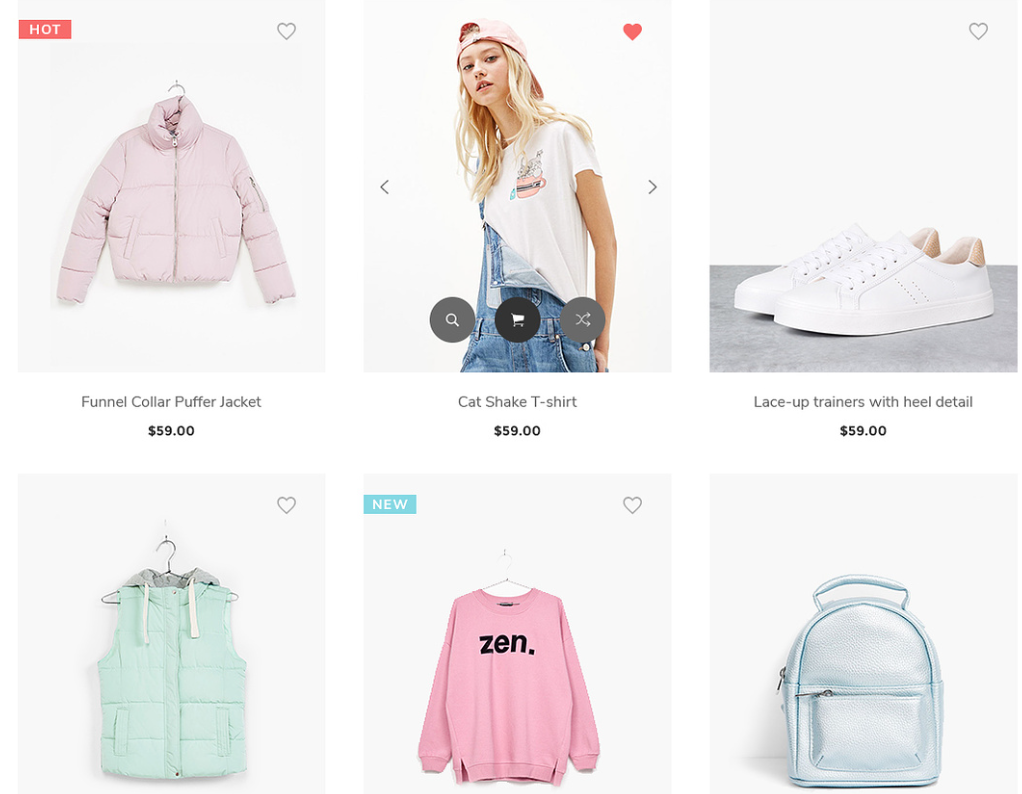 HOT
Funnel Collar Puffer Jacket
$59.00
Cat Shake T-shirt
$59.00
Lace-up trainers with heel detail
$59.00
NEW
zen.